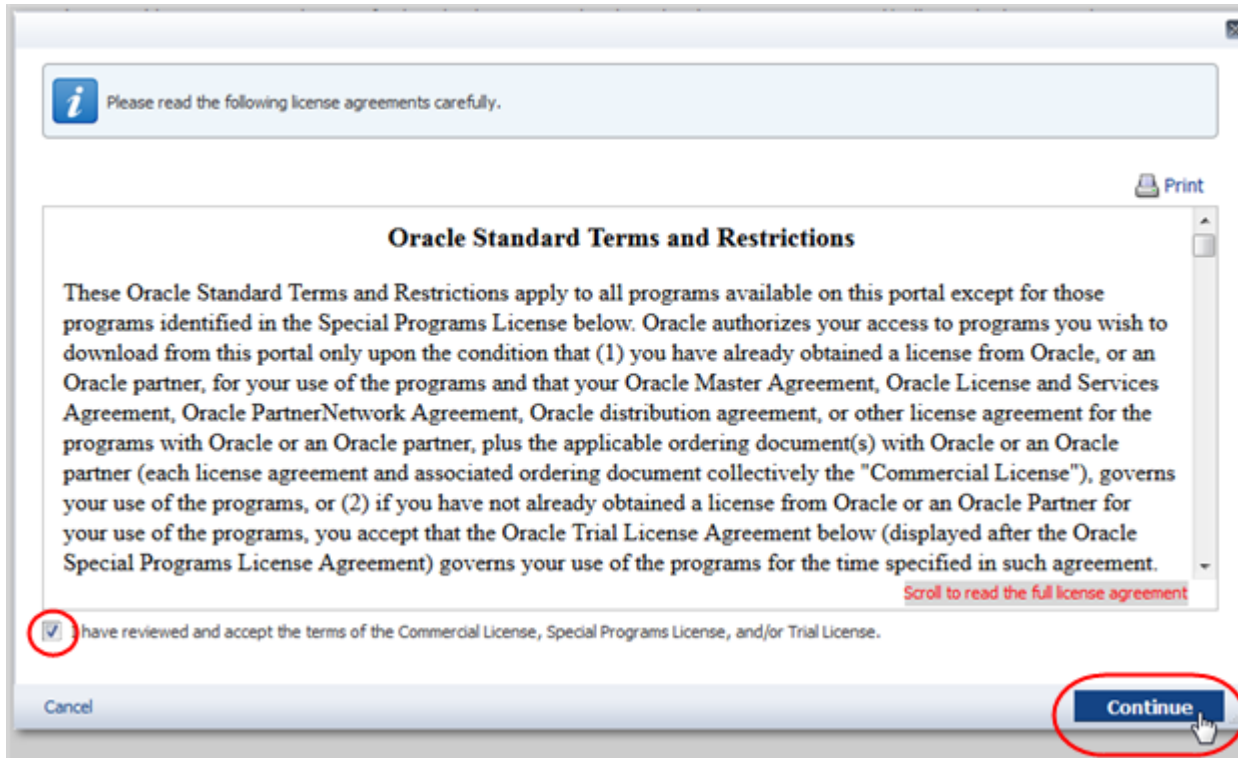 Please read the following license agreements carefully.
Print
Oracle Standard Terms and Restrictions
These Oracle Standard Terms and Restrictions apply to all programs available on this portal except for those
programs identified in the Special Programs License below. Oracle authorizes your access to programs you wish to
download from this portal only upon the condition that (1) you have already obtained a license from Oracle, or an
Oracle partner, for your use of the programs and that your Oracle Master Agreement, Oracle License and Services
Agreement, Oracle PartnerNetwork Agreement, Oracle distribution agreement, or other license agreement for the
programs with Oracle or an Oracle partner, plus the applicable ordering document(s) with Oracle or an Oracle
partner (each license agreement and associated ordering document collectively the "Commercial License"), governs
your use of the programs, or (2) if you have not already obtained a license from Oracle or an Oracle Partner for
your use of the programs, you accept that the Oracle Trial License Agreement below (displayed after the Oracle
Special Programs License Agreement) governs your use of the programs for the time specified in such agreement.
Scroll to read the full license agreement
I have reviewed and accept the terms of the Commercial License, Special Programs License, and/or Trial License.
Cancel
Continue